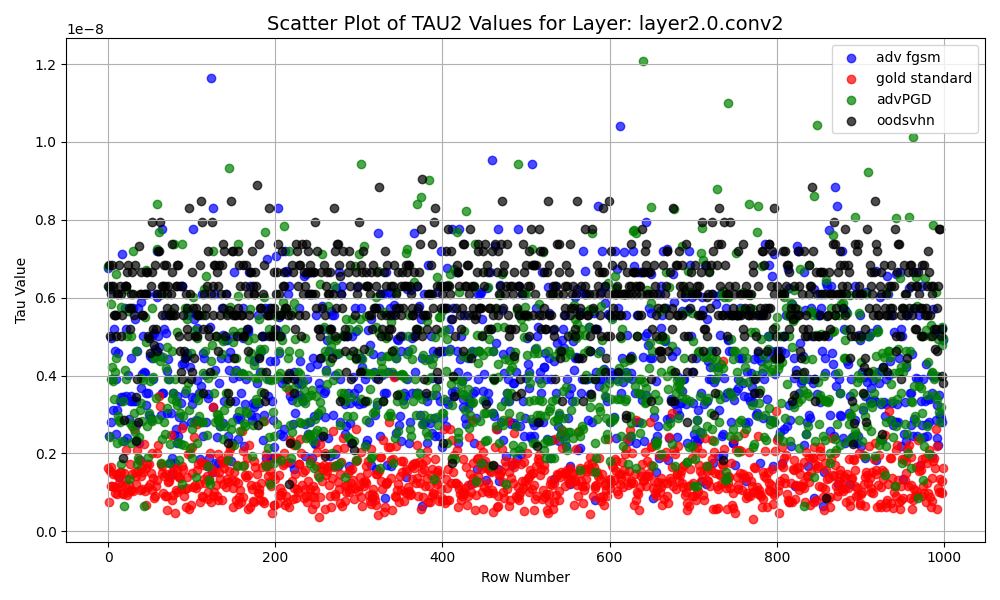 Scatter Plot of TAU2 Values for Layer: layer2.0.conv2
1e−8
1.2
1.0
0.8
0.6
0.4
0.2
0.0
Tau Value
adv fgsm
gold standard
advPGD
oodsvhn
0
200
400
600
800
1000
Row Number